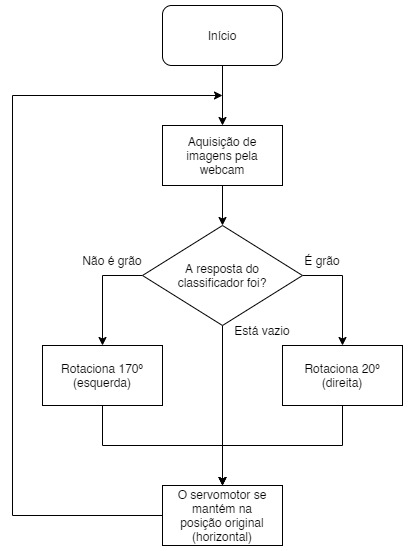 Início
Aquisição de
imagens pela
webcam
A resposta do
classificador foi?
Não é grão
É grão
Está vazio
Rotaciona 170º
(esquerda)
Rotaciona 20º
(direita)
O servomotor se
mantém na
posição original
(horizontal)